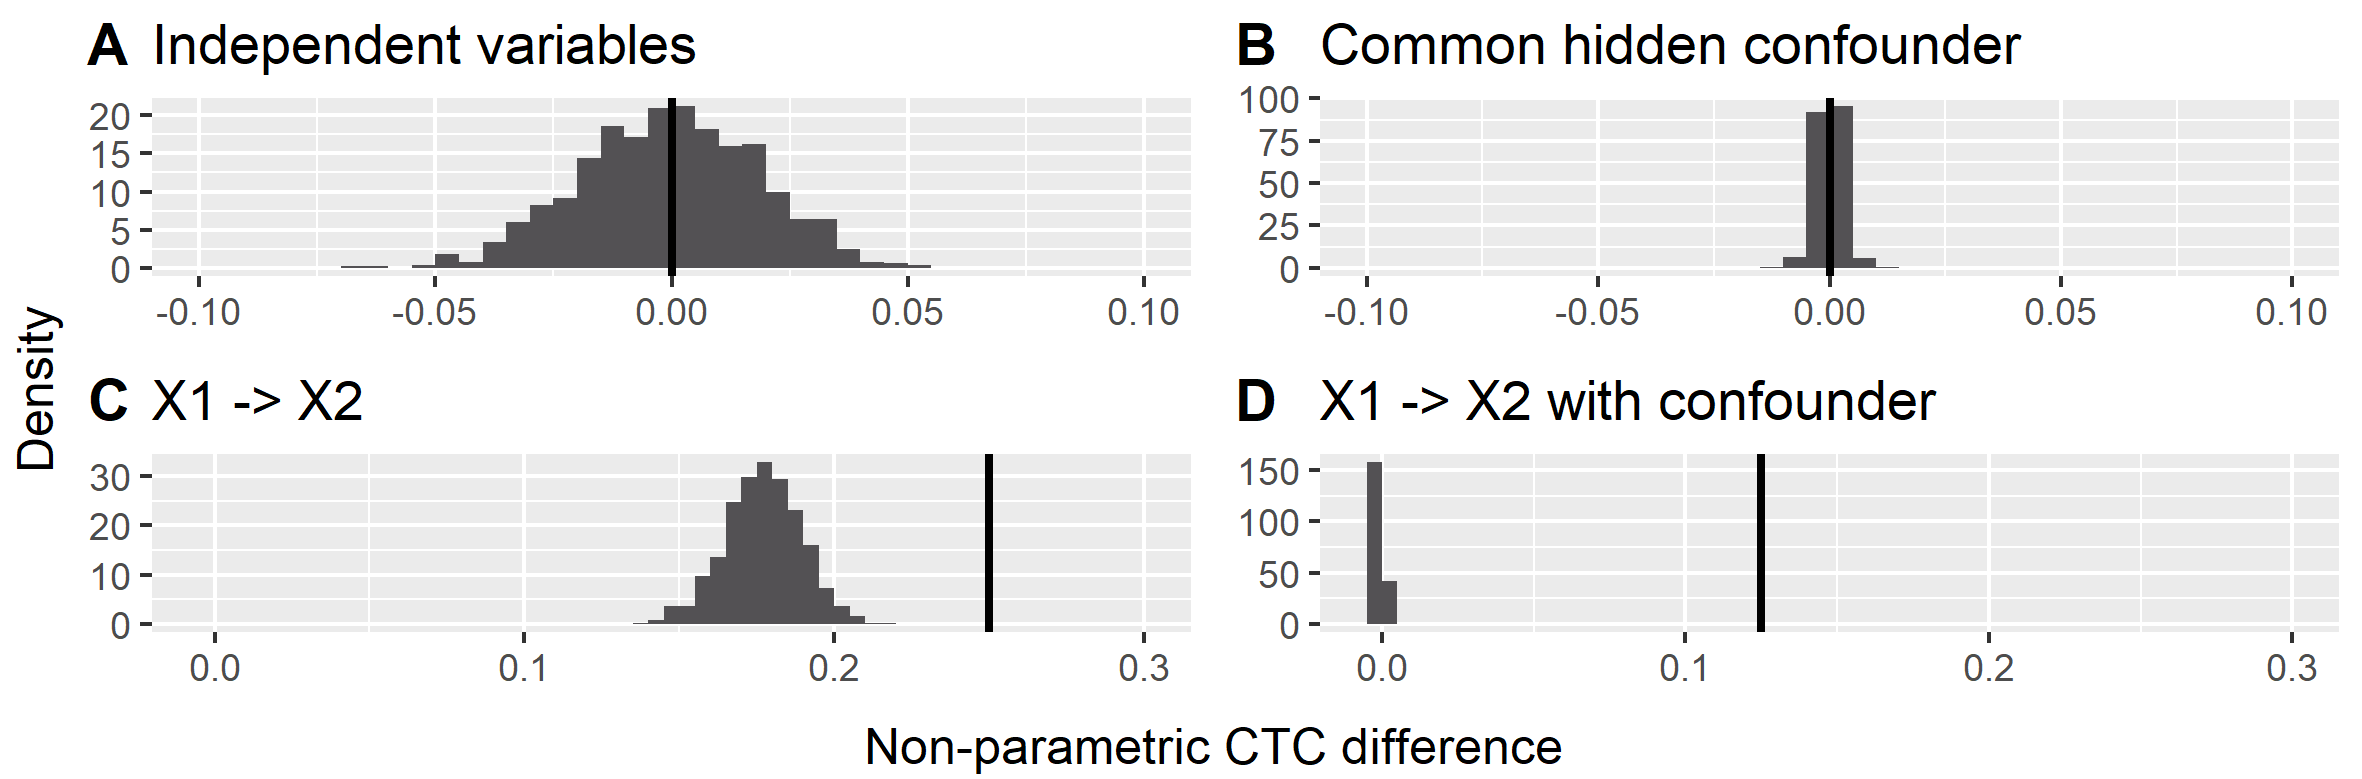 A Independent variables
20
15
10
5
0
-0.10 -0.05 0.00 0.05 0.10
B Common hidden confounder
100
75
50
25
0
-0.10 -0.05 0.00 0.05 0.10
Density
C X1 -> X2
30
20
10
0
0.0 0.1 0.2 0.3
D X1 -> X2 with confounder
150
100
50
0
0.0 0.1 0.2 0.3
Non-parametric CTC difference